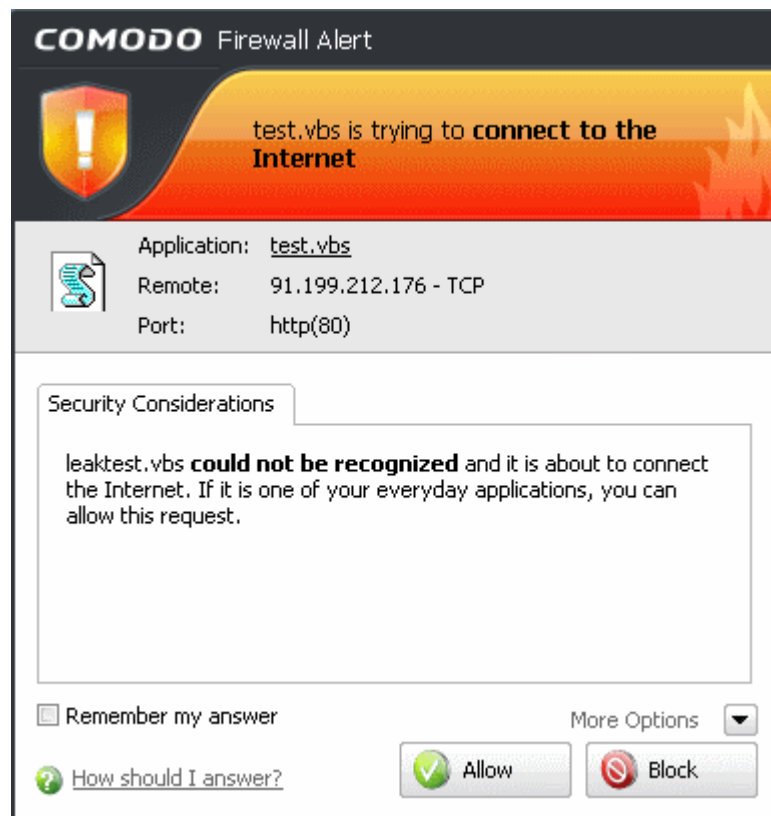 COMODO Firewall Alert
test.vbs is trying to connect to the
Internet
Application: test.vbs
Remote: 91.199.212.176 - TCP
Port: http(80)
Security Considerations
leaktest.vbs could not be recognized and it is about to connect
the Internet. If it is one of your everyday applications, you can
allow this request.
Remember my answer
More Options
How should I answer?
Allow
Block